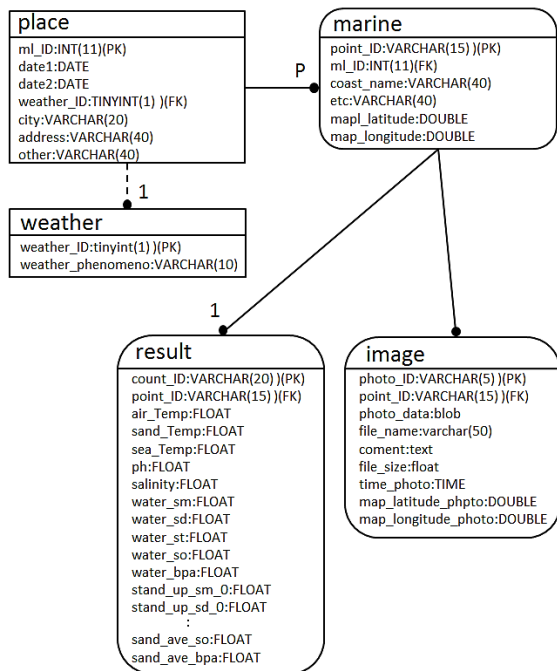 place
ml_ID:INT(11)(PK)
date1:DATE
date2:DATE
weather_ID:TINYINT(1) )(FK)
city:VARCHAR(20)
address:VARCHAR(40)
other:VARCHAR(40)
P
marine
point_ID:VARCHAR(15) )(PK)
ml_ID:INT(11)(FK)
coast_name:VARCHAR(40)
etc:VARCHAR(40)
mapl_latitude:DOUBLE
map_longitude:DOUBLE
1
weather
weather_ID:tinyint(1) )(PK)
weather_phenomeno:VARCHAR(10)
1
result
count_ID:VARCHAR(20) )(PK)
point_ID:VARCHAR(15) )(FK)
air_Temp:FLOAT
sand_Temp:FLOAT
sea_Temp:FLOAT
ph:FLOAT
salinity:FLOAT
water_sm:FLOAT
water_sd:FLOAT
water_st:FLOAT
water_so:FLOAT
water_bpa:FLOAT
stand_up_sm_0:FLOAT
stand_up_sd_0:FLOAT
:
sand_ave_so:FLOAT
sand_ave_bpa:FLOAT
image
photo_ID:VARCHAR(5) )(PK)
point_ID:VARCHAR(15) )(FK)
photo_data:blob
file_name:varchar(50)
coment:text
file_size:float
time_photo:TIME
map_latitude_phpto:DOUBLE
map_longitude_photo:DOUBLE